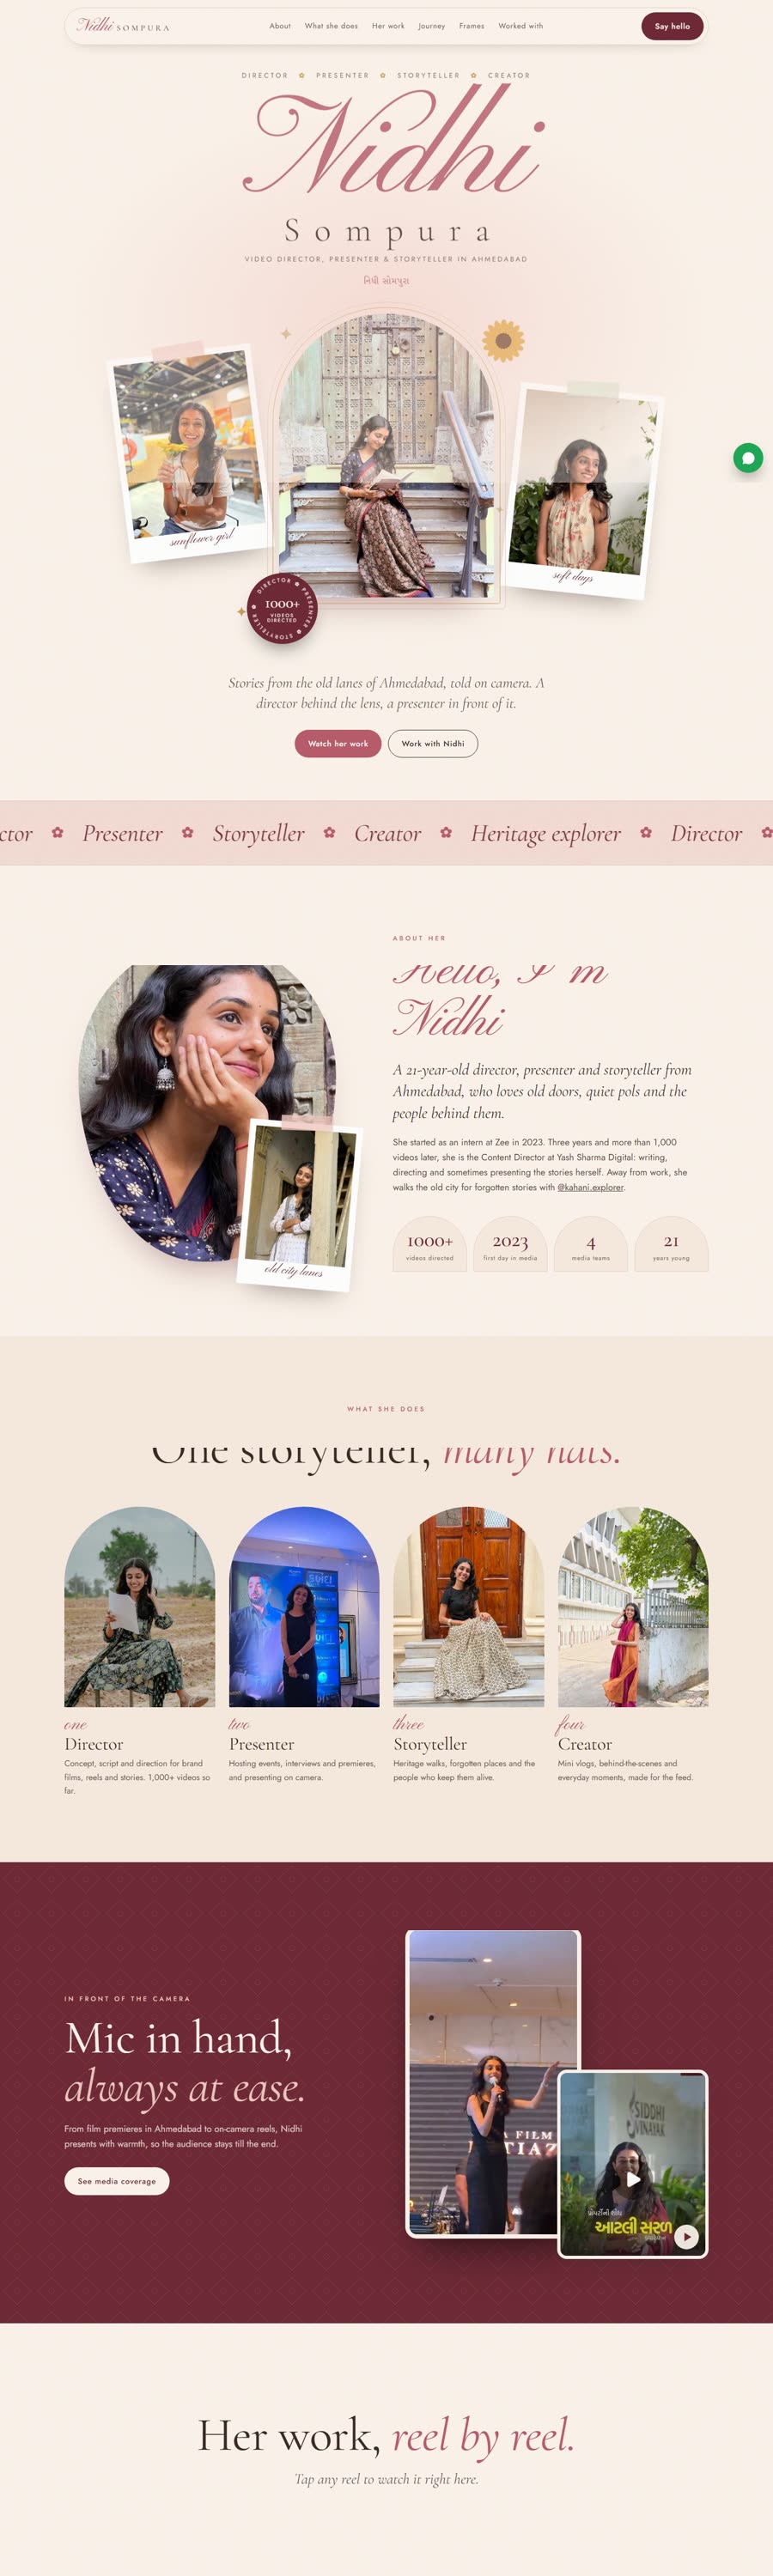 Nidhi SOMPURA
About What she does Her work Journey Frames Worked with
Say hello
DIRECTOR ✿ PRESENTER ✿ STORYTELLER ✿ CREATOR
Nidhi
Sompura
VIDEO DIRECTOR, PRESENTER & STORYTELLER IN AHMEDABAD
નિધી સોમપુરા
sunflower girl
soft days
DIRECTOR ● PRESENTER ● STORYTELLER ●
1000+
VIDEOS
DIRECTED
Stories from the old lanes of Ahmedabad, told on camera. A
director behind the lens, a presenter in front of it.
Watch her work
Work with Nidhi
ctor ✿ Presenter ✿ Storyteller ✿ Creator ✿ Heritage explorer ✿ Director ✿
ABOUT HER
Hello, I'm
Nidhi
A 21-year-old director, presenter and storyteller from
Ahmedabad, who loves old doors, quiet pols and the
people behind them.
She started as an intern at Zee in 2023. Three years and more than 1,000
videos later, she is the Content Director at Yash Sharma Digital: writing,
directing and sometimes presenting the stories herself. Away from work, she
walks the old city for forgotten stories with @kahani.explorer.
old city lanes
1000+
videos directed
2023
first day in media
4
media teams
21
years young
WHAT SHE DOES
One storyteller, many hats.
one
Director
Concept, script and direction for brand
films, reels and stories. 1,000+ videos so
far.
two
Presenter
Hosting events, interviews and premieres,
and presenting on camera.
three
Storyteller
Heritage walks, forgotten places and the
people who keep them alive.
four
Creator
Mini vlogs, behind-the-scenes and
everyday moments, made for the feed.
IN FRONT OF THE CAMERA
Mic in hand,
always at ease.
From film premieres in Ahmedabad to on-camera reels, Nidhi
presents with warmth, so the audience stays till the end.
See media coverage
A FILM
TIAZ
SIDDHI
VINAYAK
આટલી સરળ
Her work, reel by reel.
Tap any reel to watch it right here.